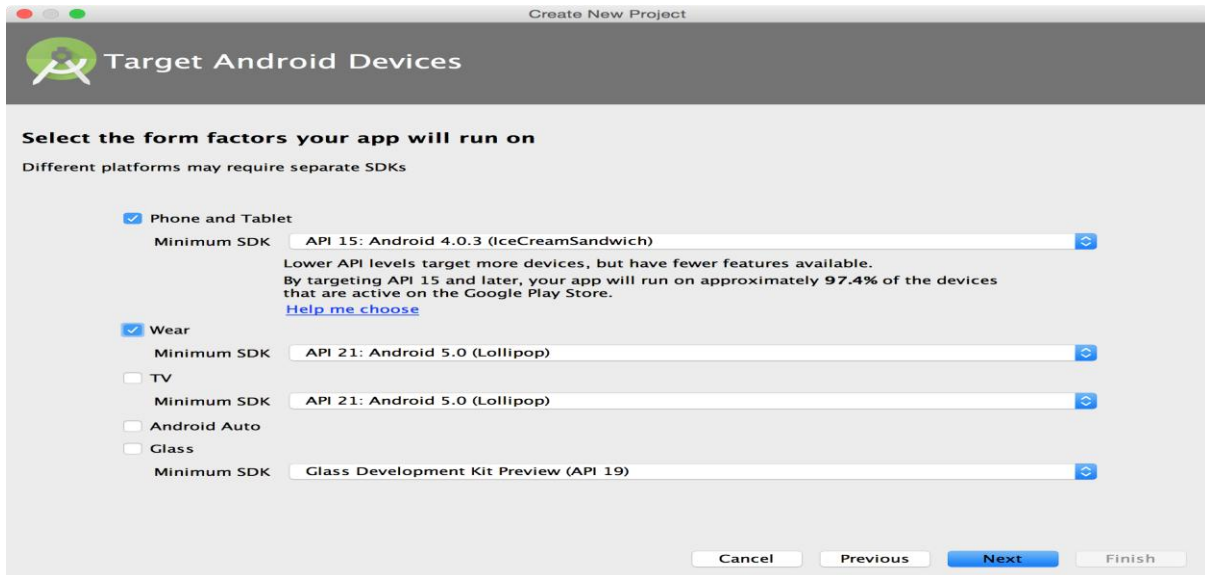 Create New Project
Target Android Devices
Select the form factors your app will run on
Different platforms may require separate SDKs
Phone and Tablet
Minimum SDK API 15: Android 4.0.3 (IceCreamSandwich)
Lower API levels target more devices, but have fewer features available.
By targeting API 15 and later, your app will run on approximately 97.4% of the devices
that are active on the Google Play Store.
Help me choose
Wear
Minimum SDK API 21: Android 5.0 (Lollipop)
TV
Minimum SDK API 21: Android 5.0 (Lollipop)
Android Auto
Glass
Minimum SDK Glass Development Kit Preview (API 19)
Cancel Previous Next Finish